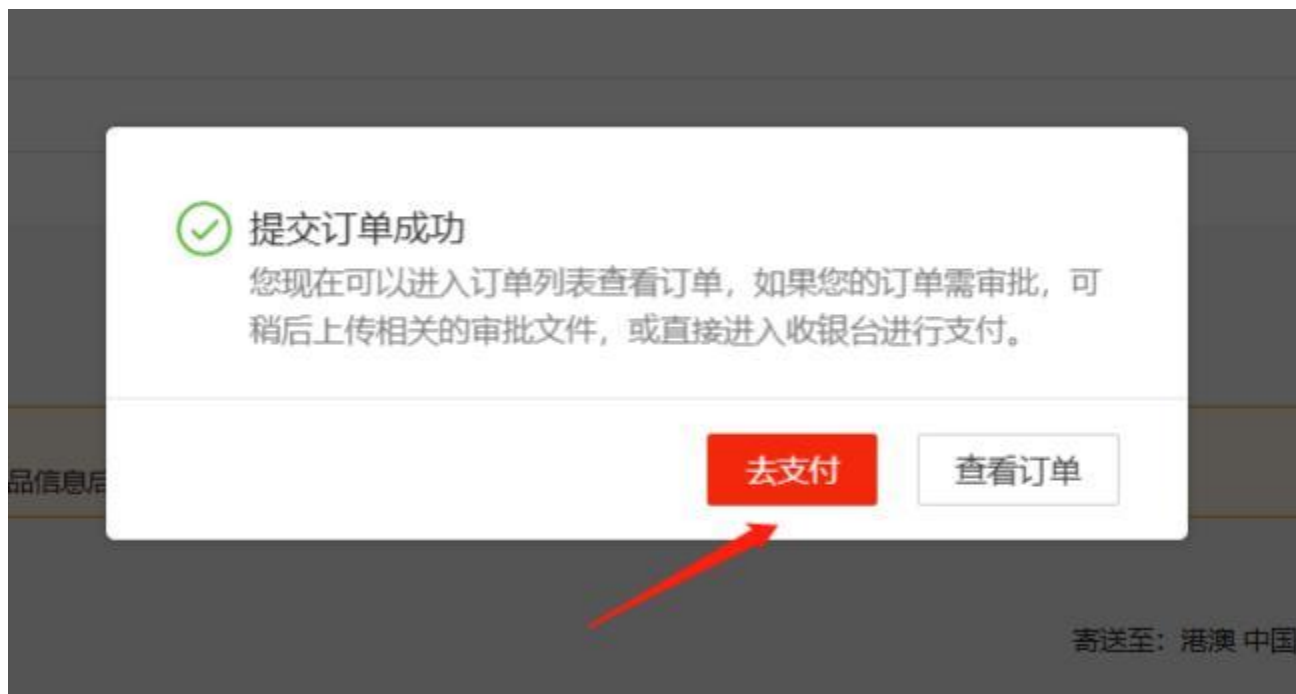 提交订单成功
您现在可以进入订单列表查看订单，如果您的订单需审批，可
稍后上传相关的审批文件，或直接进入收银台进行支付。
去支付
查看订单
品信息后
寄送至：港澳 中国